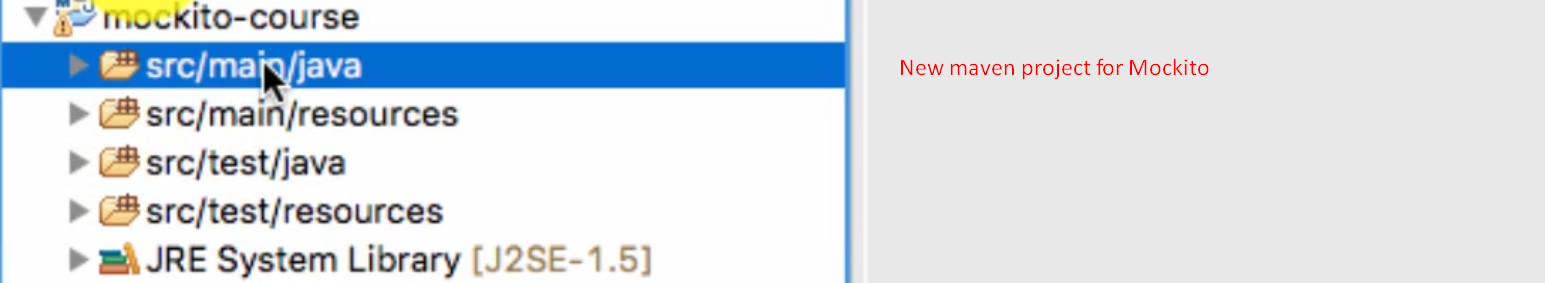 mockito-course
src/main/java
New maven project for Mockito
src/main/resources
src/test/java
src/test/resources
JRE System Library [J2SE-1.5]